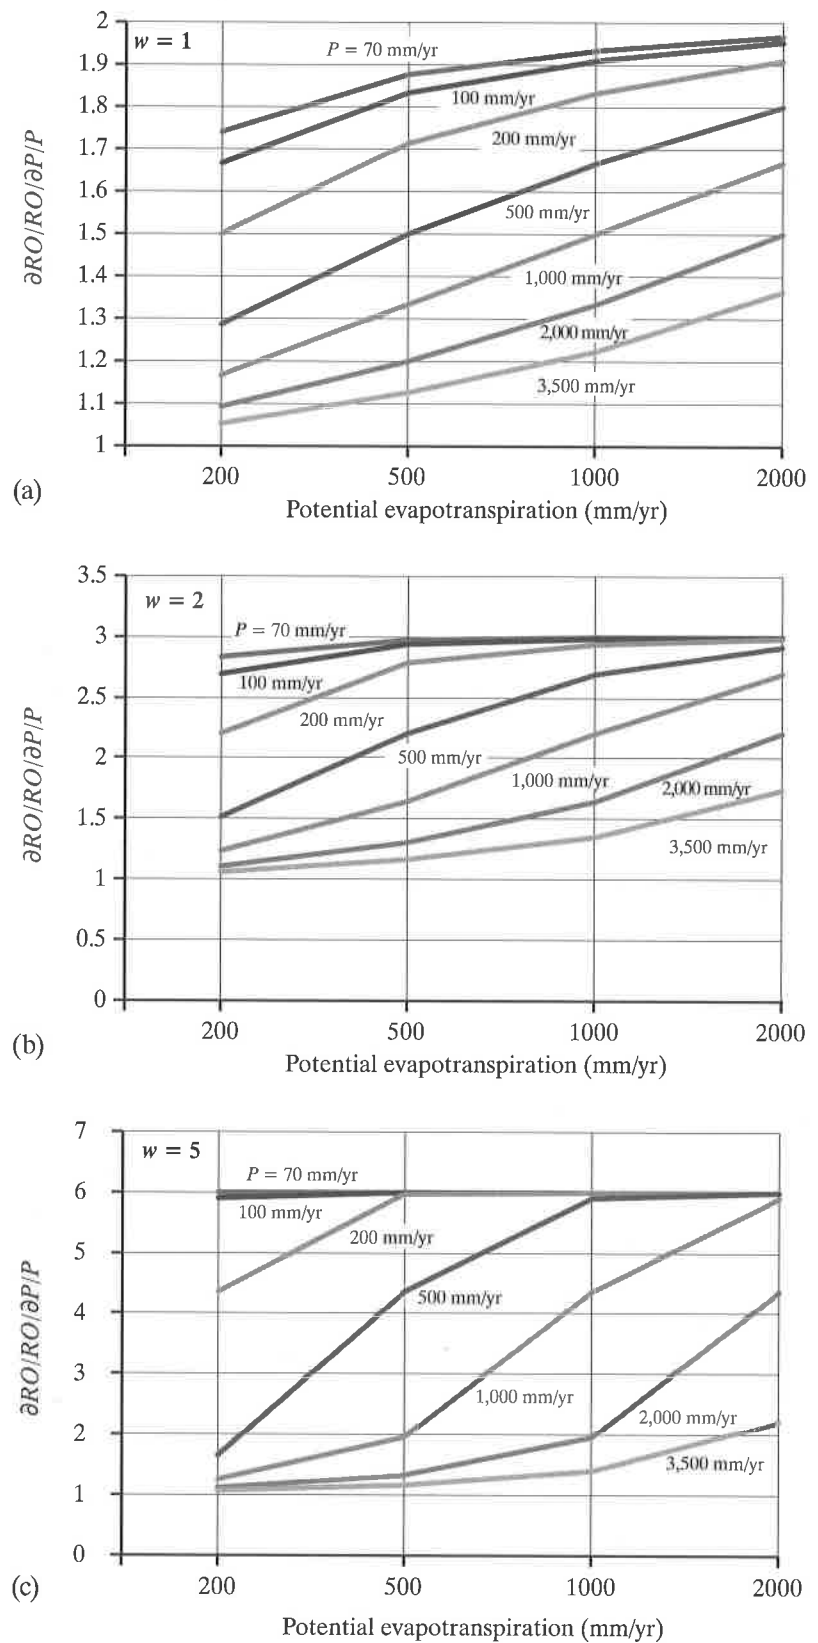 2
w = 1
P = 70 mm/yr
1.9
100 mm/yr
1.8
200 mm/yr
1.7
1.6
500 mm/yr
1.5
∂RO/RO/∂P/P
1.4
1,000 mm/yr
1.3
2,000 mm/yr
1.2
3,500 mm/yr
1.1
1
200 500 1000 2000
(a)
Potential evapotranspiration (mm/yr)
3.5
w = 2
3
P = 70 mm/yr
100 mm/yr
2.5
200 mm/yr
2
500 mm/yr
1,000 mm/yr
2,000 mm/yr
∂RO/RO/∂P/P
1.5
3,500 mm/yr
1
0.5
0
200 500 1000 2000
(b)
Potential evapotranspiration (mm/yr)
7
w = 5
P = 70 mm/yr
6
100 mm/yr
200 mm/yr
5
500 mm/yr
4
∂RO/RO/∂P/P
3
1,000 mm/yr
2,000 mm/yr
2
3,500 mm/yr
1
0
200 500 1000 2000
(c)
Potential evapotranspiration (mm/yr)